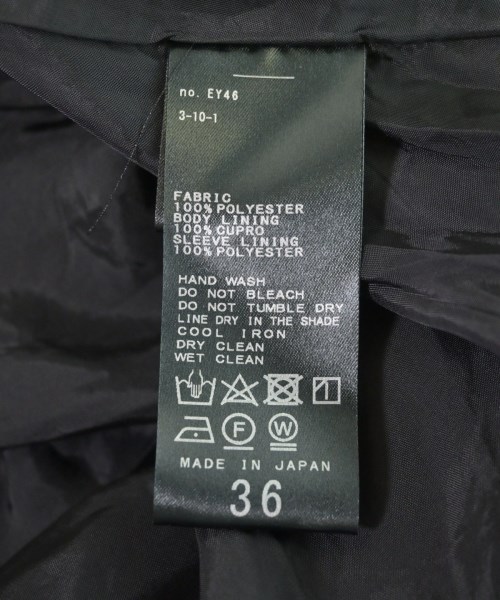 no. EY46
3-10-1
FABRIC
100% POLYESTER
BODY LINING
100% CUPRO
SLEEVE LINING
100% POLYESTER
HAND WASH
DO NOT BLEACH
DO NOT TUMBLE DRY
LINE DRY IN THE SHADE
COOL IRON
DRY CLEAN
WET CLEAN
F W
MADE IN JAPAN
36